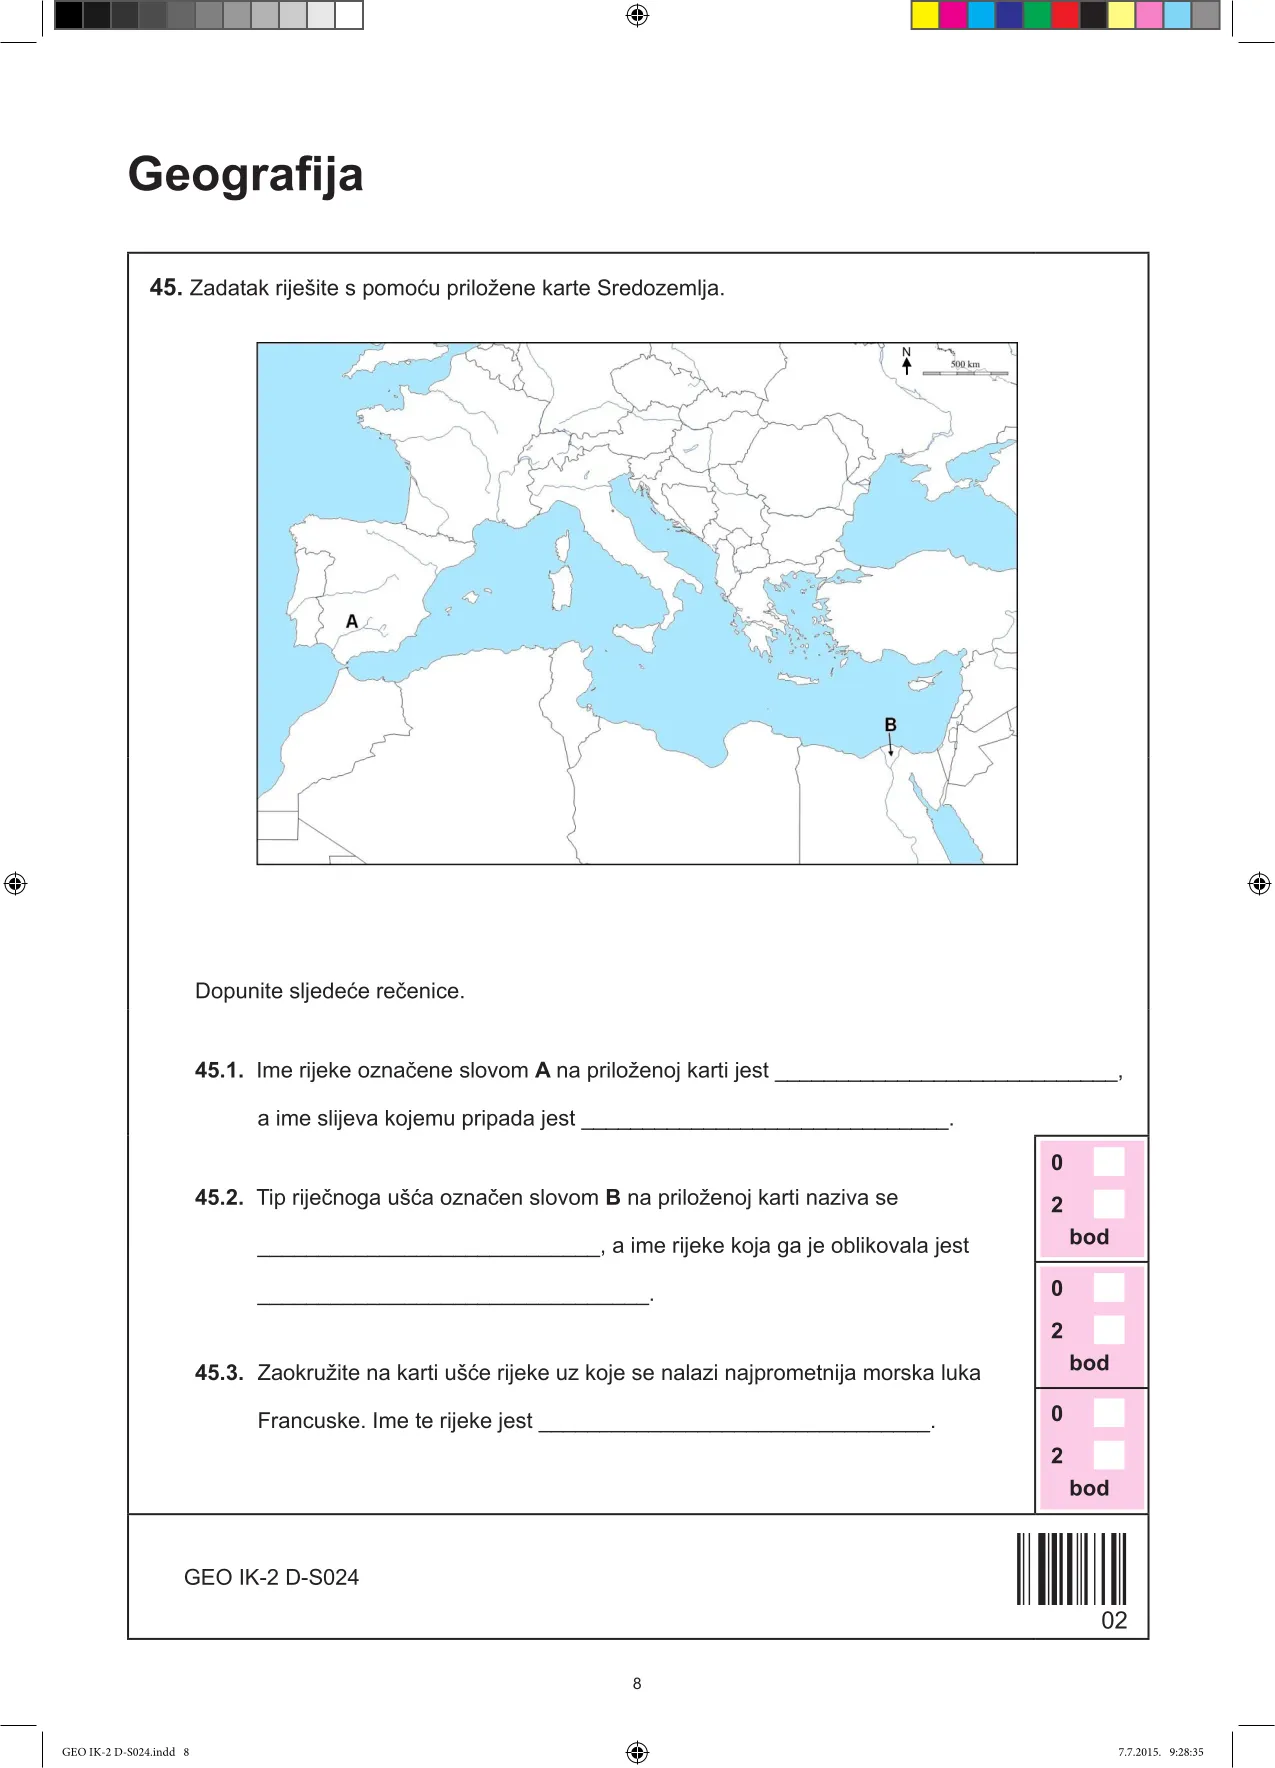 Geografija
45. Zadatak riješite s pomoću priložene karte Sredozemlja.
N
500 km
A
B
Dopunite sljedeće rečenice.
45.1. Ime rijeke označene slovom A na priloženoj karti jest ____________________________,
a ime slijeva kojemu pripada jest ______________________________.
45.2. Tip riječnoga ušća označen slovom B na priloženoj karti naziva se
____________________________, a ime rijeke koja ga je oblikovala jest
________________________________.
45.3. Zaokružite na karti ušće rijeke uz koje se nalazi najprometnija morska luka
Francuske. Ime te rijeke jest ________________________________.
0
2
bod
0
2
bod
0
2
bod
GEO IK-2 D-S024
02
8
GEO IK-2 D-S024.indd 8
7.7.2015. 9:28:35